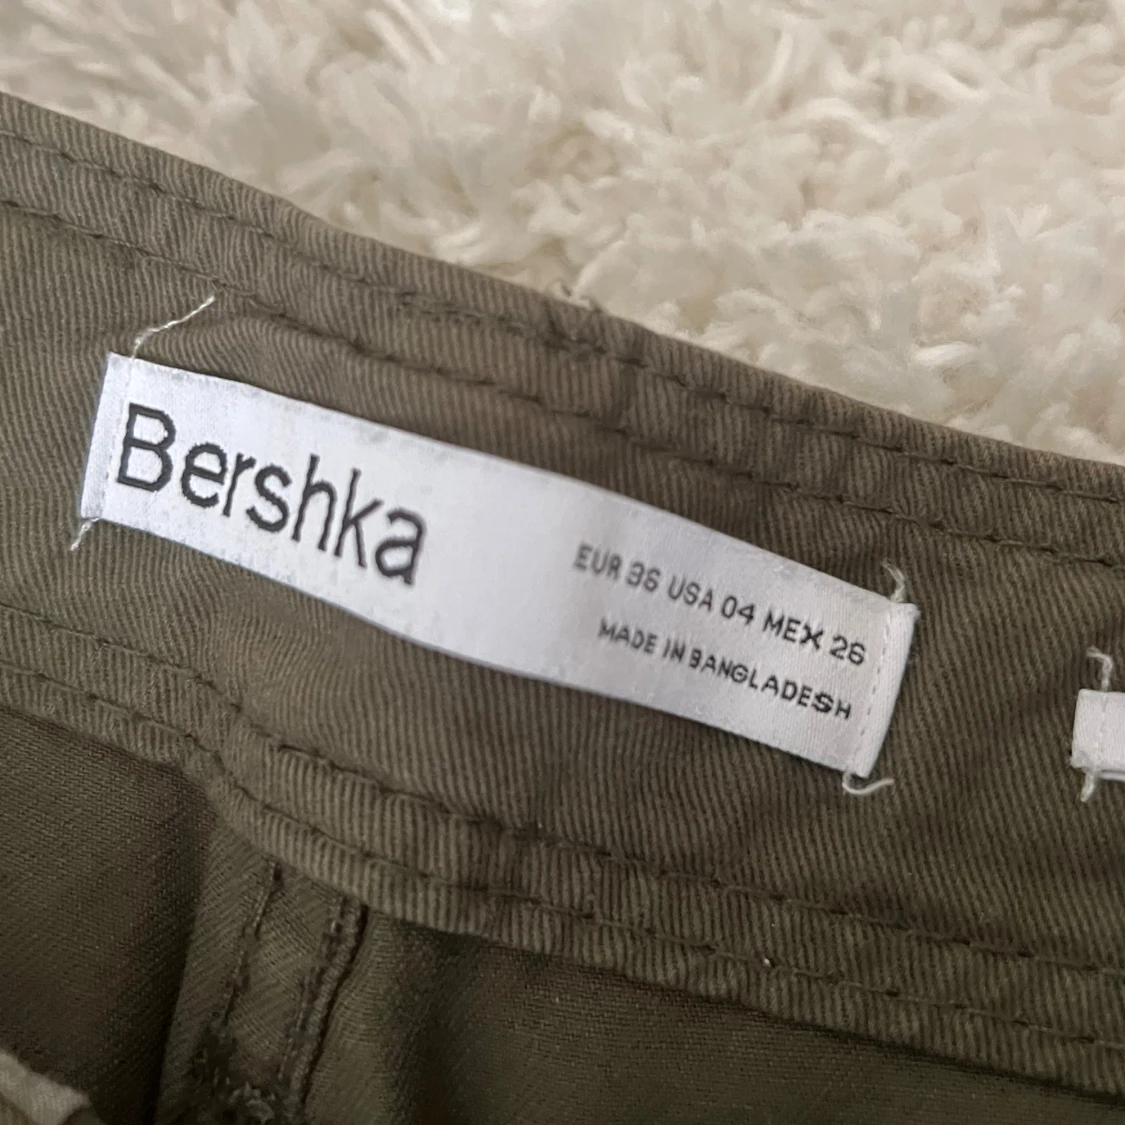 Bershka
EUR 36 USA 04 MEX 26
MADE IN BANGLADESH